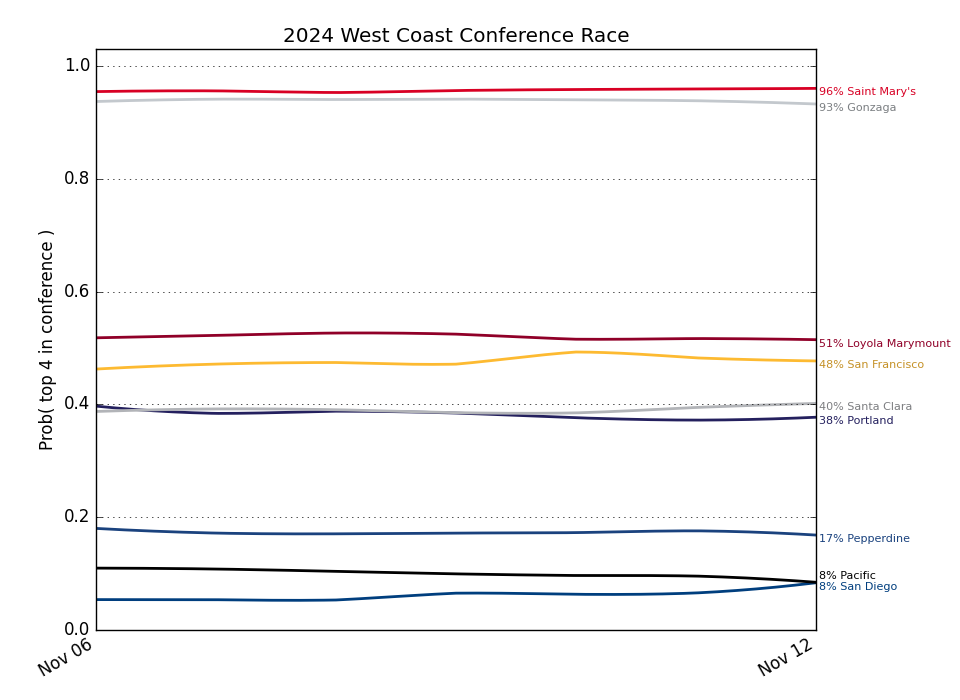 2024 West Coast Conference Race
Prob( top 4 in conference )
1.0
0.8
0.6
0.4
0.2
0.0
Nov 06
Nov 12
96% Saint Mary's
93% Gonzaga
51% Loyola Marymount
48% San Francisco
40% Santa Clara
38% Portland
17% Pepperdine
8% Pacific
8% San Diego